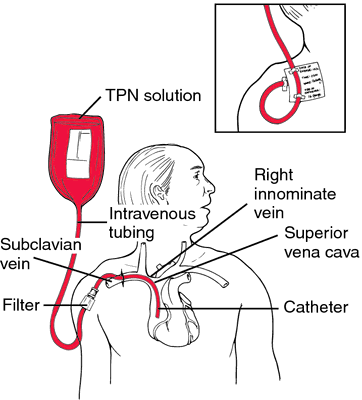 TPN solution
Right
innominate
vein
Intravenous
tubing
Subclavian
vein
Superior
vena cava
Filter
Catheter